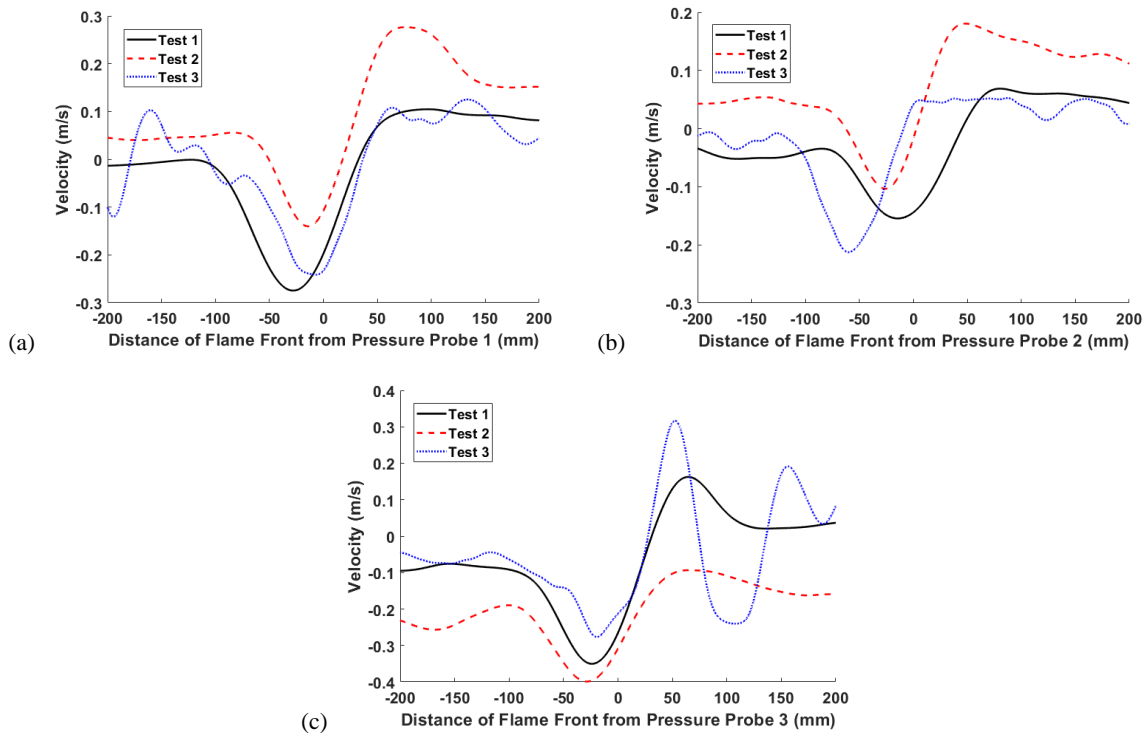 0.3
0.2
0.1
0
-0.1
-0.2
-0.3
Velocity (m/s)
Test 1
Test 2
Test 3
-200 -150 -100 -50 0 50 100 150 200
Distance of Flame Front from Pressure Probe 1 (mm)
(a)
0.2
0.1
0
-0.1
-0.2
-0.3
Velocity (m/s)
Test 1
Test 2
Test 3
-200 -150 -100 -50 0 50 100 150 200
Distance of Flame Front from Pressure Probe 2 (mm)
(b)
0.4
0.3
0.2
0.1
0
-0.1
-0.2
-0.3
-0.4
Velocity (m/s)
Test 1
Test 2
Test 3
-200 -150 -100 -50 0 50 100 150 200
Distance of Flame Front from Pressure Probe 3 (mm)
(c)